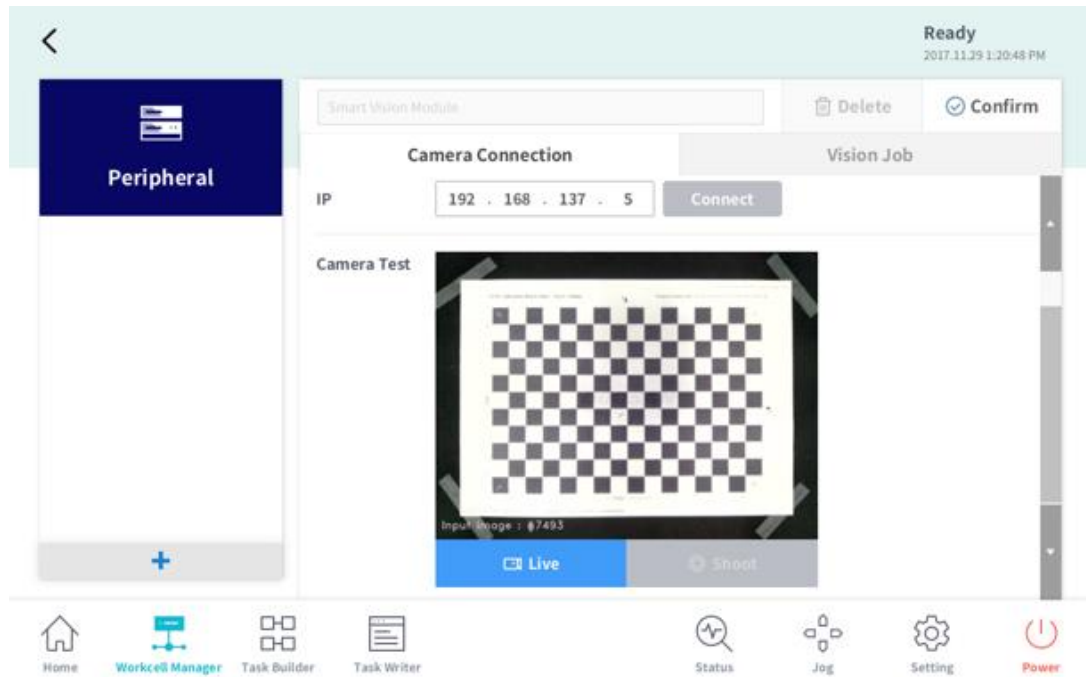 Ready
2017.11.29 1:20:48 PM
Peripheral
Smart Vision Module
Delete
Confirm
Camera Connection
Vision Job
IP
192 . 168 . 137 . 5
Connect
Camera Test
Input image : #7493
Live
Shoot
+
Home
Workcell Manager
Task Builder
Task Writer
Status
Jog
Setting
Power